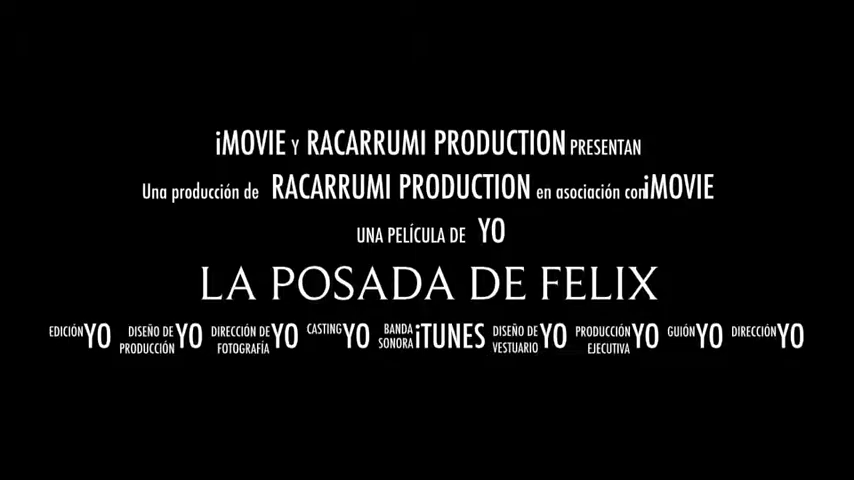 iMOVIE Y RACARRUMI PRODUCTION PRESENTAN
Una producción de RACARRUMI PRODUCTION en asociación con iMOVIE
UNA PELÍCULA DE YO
LA POSADA DE FELIX
EDICIÓN YO DISEÑO DE PRODUCCIÓN YO DIRECCIÓN DE FOTOGRAFÍA YO CASTING YO BANDA SONORA iTUNES DISEÑO DE VESTUARIO YO PRODUCCIÓN EJECUTIVA YO GUIÓN YO DIRECCIÓN YO